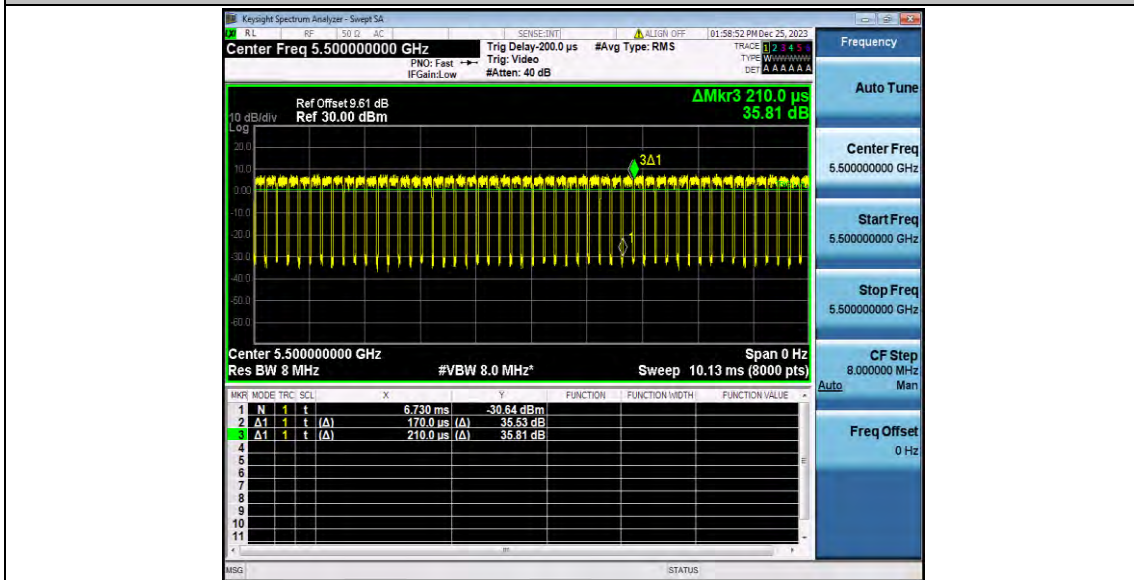 Keysight Spectrum Analyzer - Swept SA
RL RF 50 Ω AC SENSE:INT ALIGN OFF 01:58:52 PM Dec 25, 2023
Center Freq 5.500000000 GHz
PNO: Fast
IFGain:Low
Trig Delay-200.0 µs
Trig: Video
#Atten: 40 dB
#Avg Type: RMS
TRACE 1 2 3 4 5 6
TYPE WWWWWW
DET A A A A A A
ΔMkr3 210.0 µs
35.81 dB
Ref Offset 9.61 dB
10 dB/div Ref 30.00 dBm
Log
20.0
10.0
0.00
-10.0
-20.0
-30.0
-40.0
-50.0
-60.0
3Δ1
1
Center 5.500000000 GHz Span 0 Hz
Res BW 8 MHz #VBW 8.0 MHz* Sweep 10.13 ms (8000 pts)
MKR MODE TRC SCL X Y FUNCTION FUNCTION WIDTH FUNCTION VALUE
1 N 1 t 6.730 ms -30.64 dBm
2 Δ1 1 t (Δ) 170.0 µs (Δ) 35.53 dB
3 Δ1 1 t (Δ) 210.0 µs (Δ) 35.81 dB
4
5
6
7
8
9
10
11
MSG STATUS
Frequency
Auto Tune
Center Freq
5.500000000 GHz
Start Freq
5.500000000 GHz
Stop Freq
5.500000000 GHz
CF Step
8.000000 MHz
Auto Man
Freq Offset
0 Hz